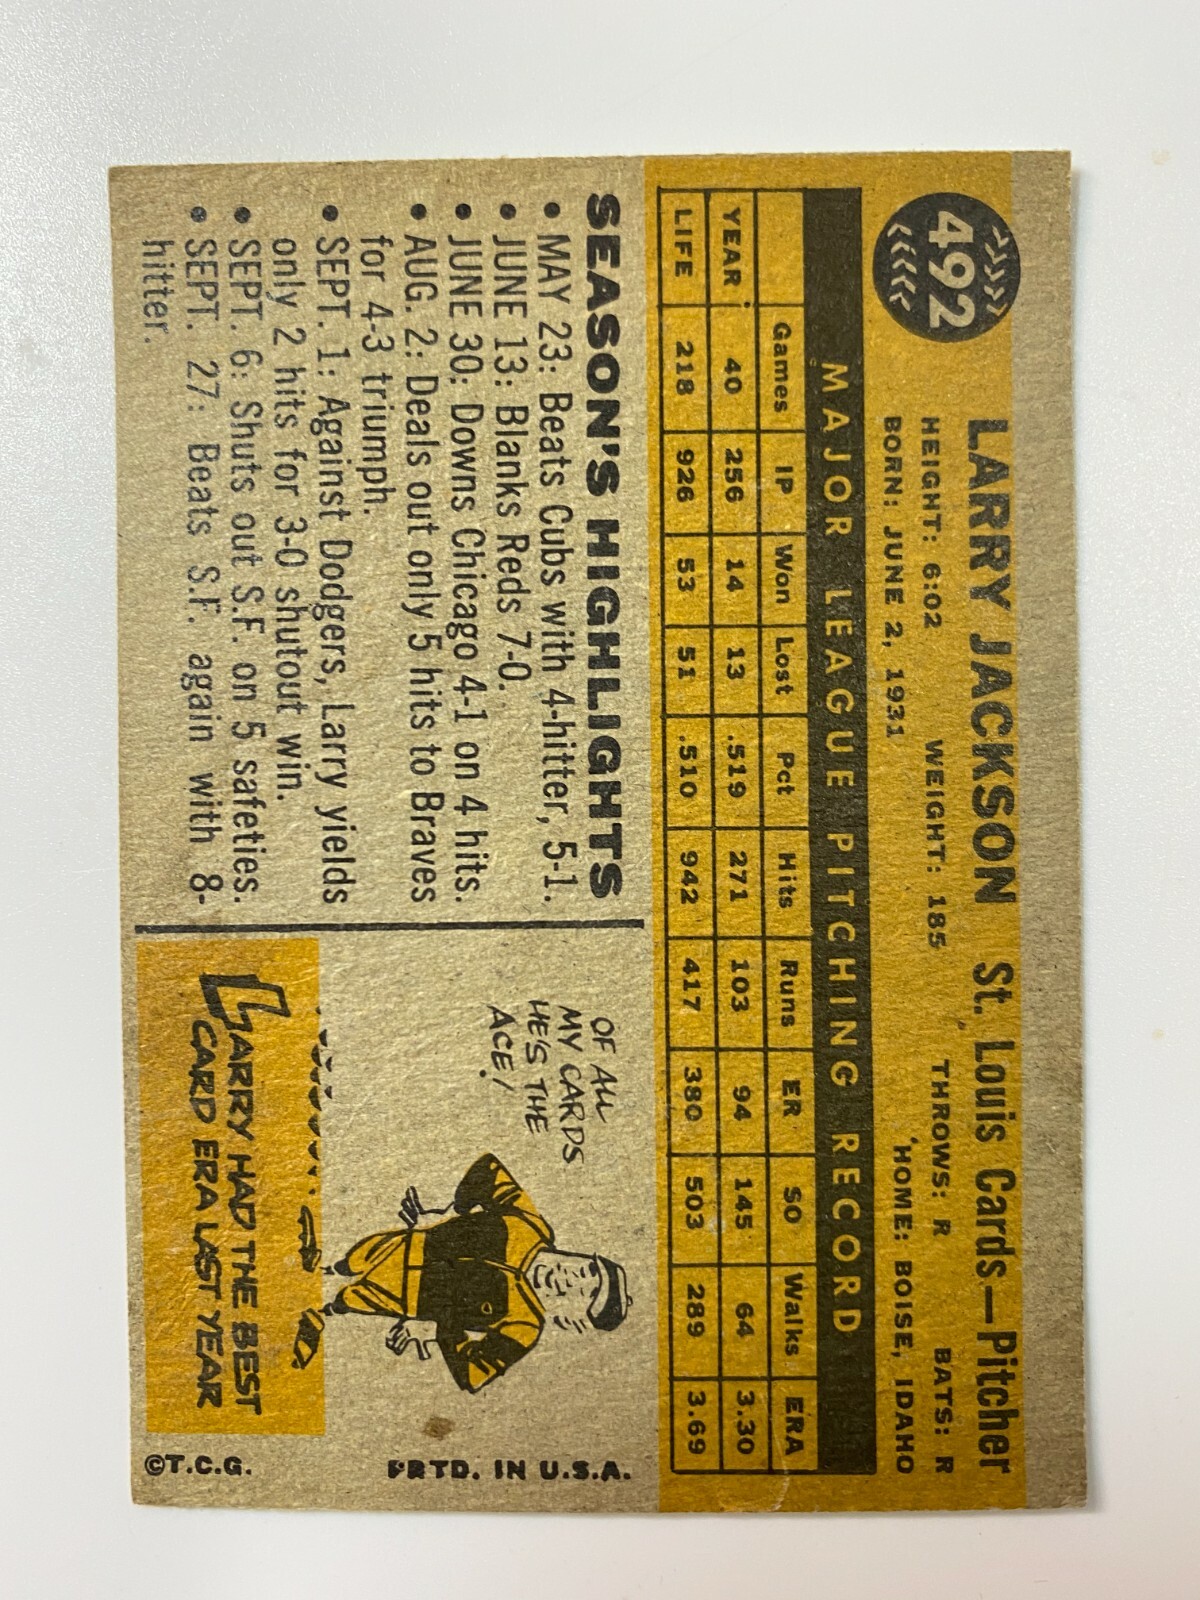 492
LARRY JACKSON St. Louis Cards—Pitcher
HEIGHT: 6:02 WEIGHT: 185 THROWS: R BATS: R
BORN: JUNE 2, 1931 HOME: BOISE, IDAHO
MAJOR LEAGUE PITCHING RECORD
Games IP Won Lost Pct Hits Runs ER SO Walks ERA
YEAR 40 256 14 13 .519 271 103 94 145 64 3.30
LIFE 218 926 53 51 .510 942 417 380 503 289 3.69
SEASON'S HIGHLIGHTS
• MAY 23: Beats Cubs with 4-hitter, 5-1.
• JUNE 13: Blanks Reds 7-0.
• JUNE 30: Downs Chicago 4-1 on 4 hits.
• AUG. 2: Deals out only 5 hits to Braves
for 4-3 triumph.
• SEPT. 1: Against Dodgers, Larry yields
only 2 hits for 3-0 shutout win.
• SEPT. 6: Shuts out S.F. on 5 safeties.
• SEPT. 27: Beats S.F. again with 8-
hitter.
OF ALL
MY CARDS
HE'S THE
ACE!
LARRY HAD THE BEST
CARD ERA LAST YEAR
©T.C.G. PRTD. IN U.S.A.